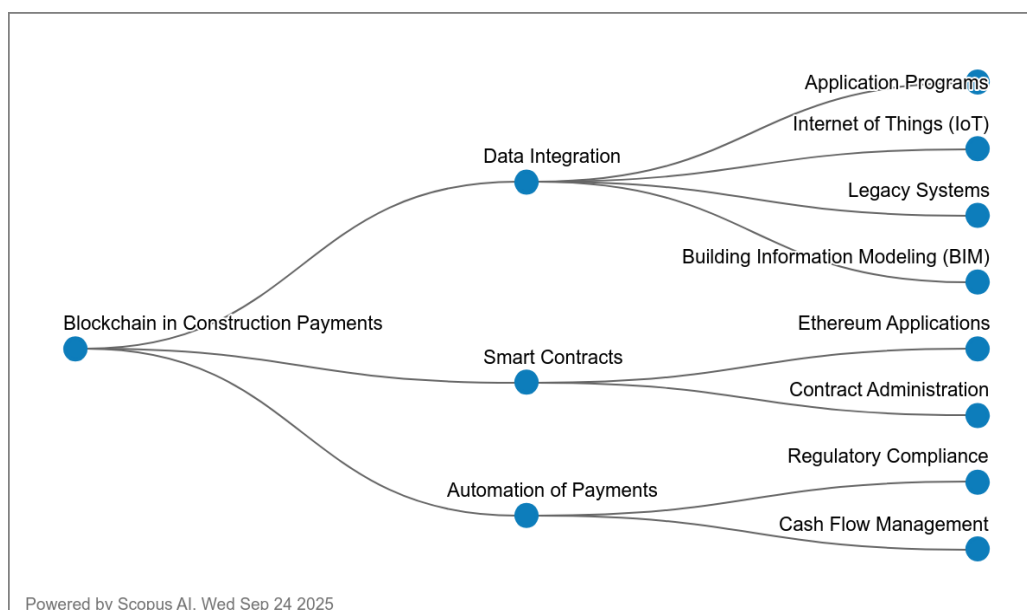 Application Programs
Internet of Things (IoT)
Data Integration
Legacy Systems
Building Information Modeling (BIM)
Blockchain in Construction Payments
Ethereum Applications
Smart Contracts
Contract Administration
Regulatory Compliance
Automation of Payments
Cash Flow Management
Powered by Scopus AI, Wed Sep 24 2025